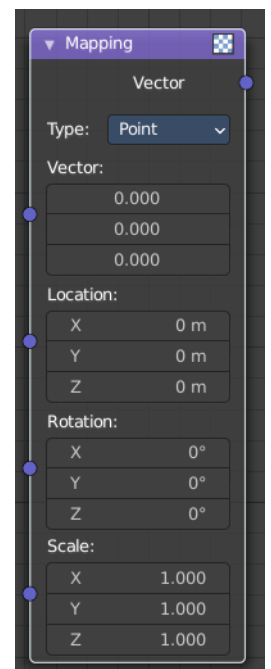 Mapping
Vector
Type: Point
Vector:
0.000
0.000
0.000
Location:
X 0 m
Y 0 m
Z 0 m
Rotation:
X 0°
Y 0°
Z 0°
Scale:
X 1.000
Y 1.000
Z 1.000